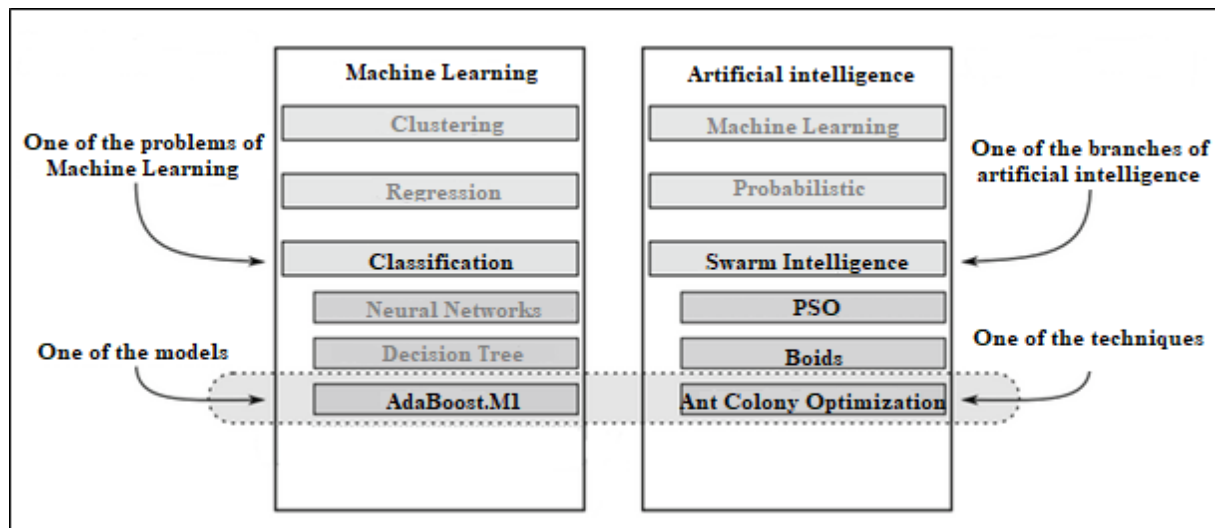 Machine Learning
Artificial intelligence
Clustering
Machine Learning
One of the problems of
Machine Learning
One of the branches of
artificial intelligence
Regression
Probabilistic
Classification
Swarm Intelligence
Neural Networks
PSO
One of the models
Decision Tree
Boids
One of the techniques
AdaBoost.M1
Ant Colony Optimization